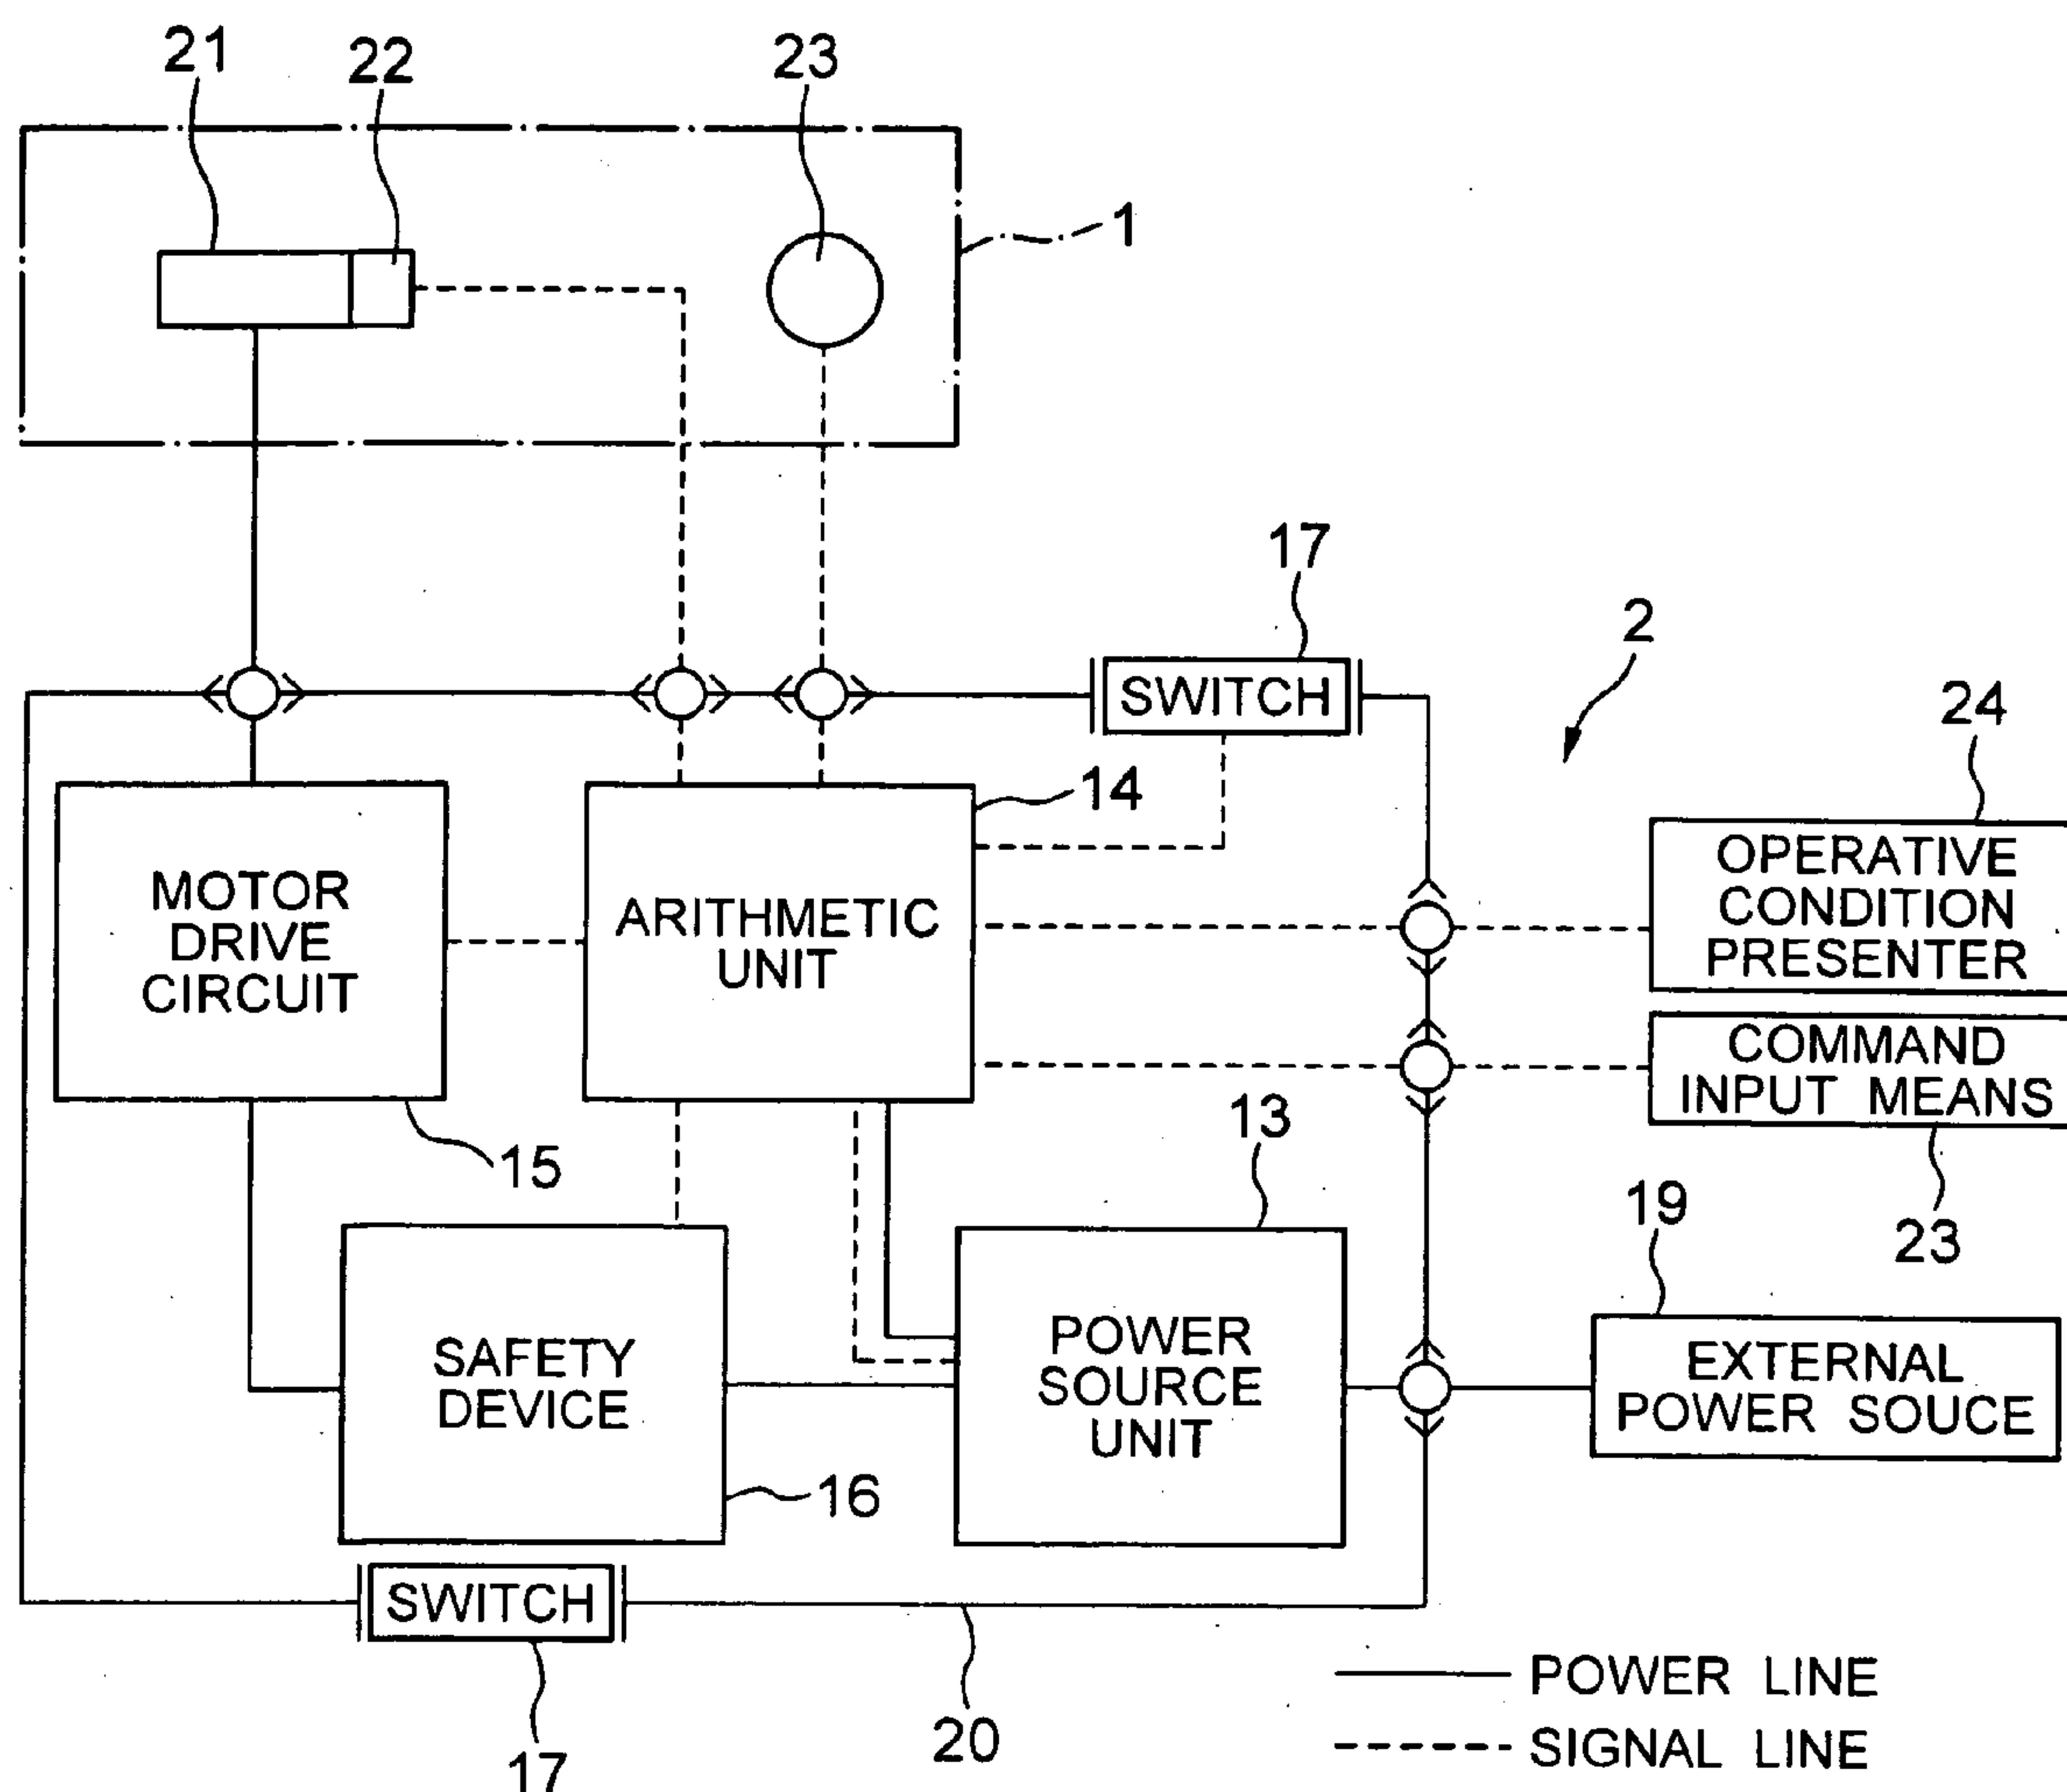 21
22
23
1
17
SWITCH
2
24
14
MOTOR
DRIVE
CIRCUIT
ARITHMETIC
UNIT
OPERATIVE
CONDITION
PRESENTER
COMMAND
INPUT MEANS
15
13
23
19
SAFETY
DEVICE
POWER
SOURCE
UNIT
EXTERNAL
POWER SOUCE
16
SWITCH
17
20
POWER LINE
SIGNAL LINE